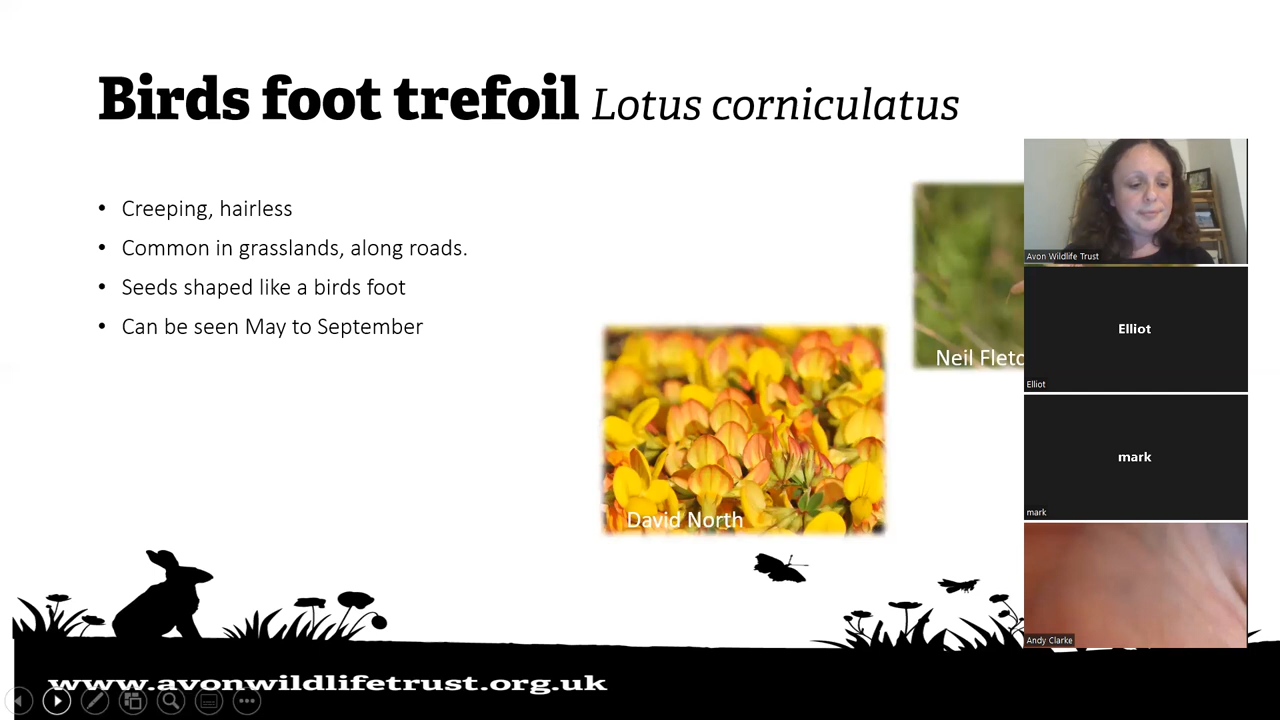 Birds foot trefoil Lotus corniculatus
• Creeping, hairless
• Common in grasslands, along roads.
• Seeds shaped like a birds foot
• Can be seen May to September
David North
Neil Fletc
Avon Wildlife Trust
Elliot
Elliot
mark
mark
Andy Clarke
www.avonwildlifetrust.org.uk